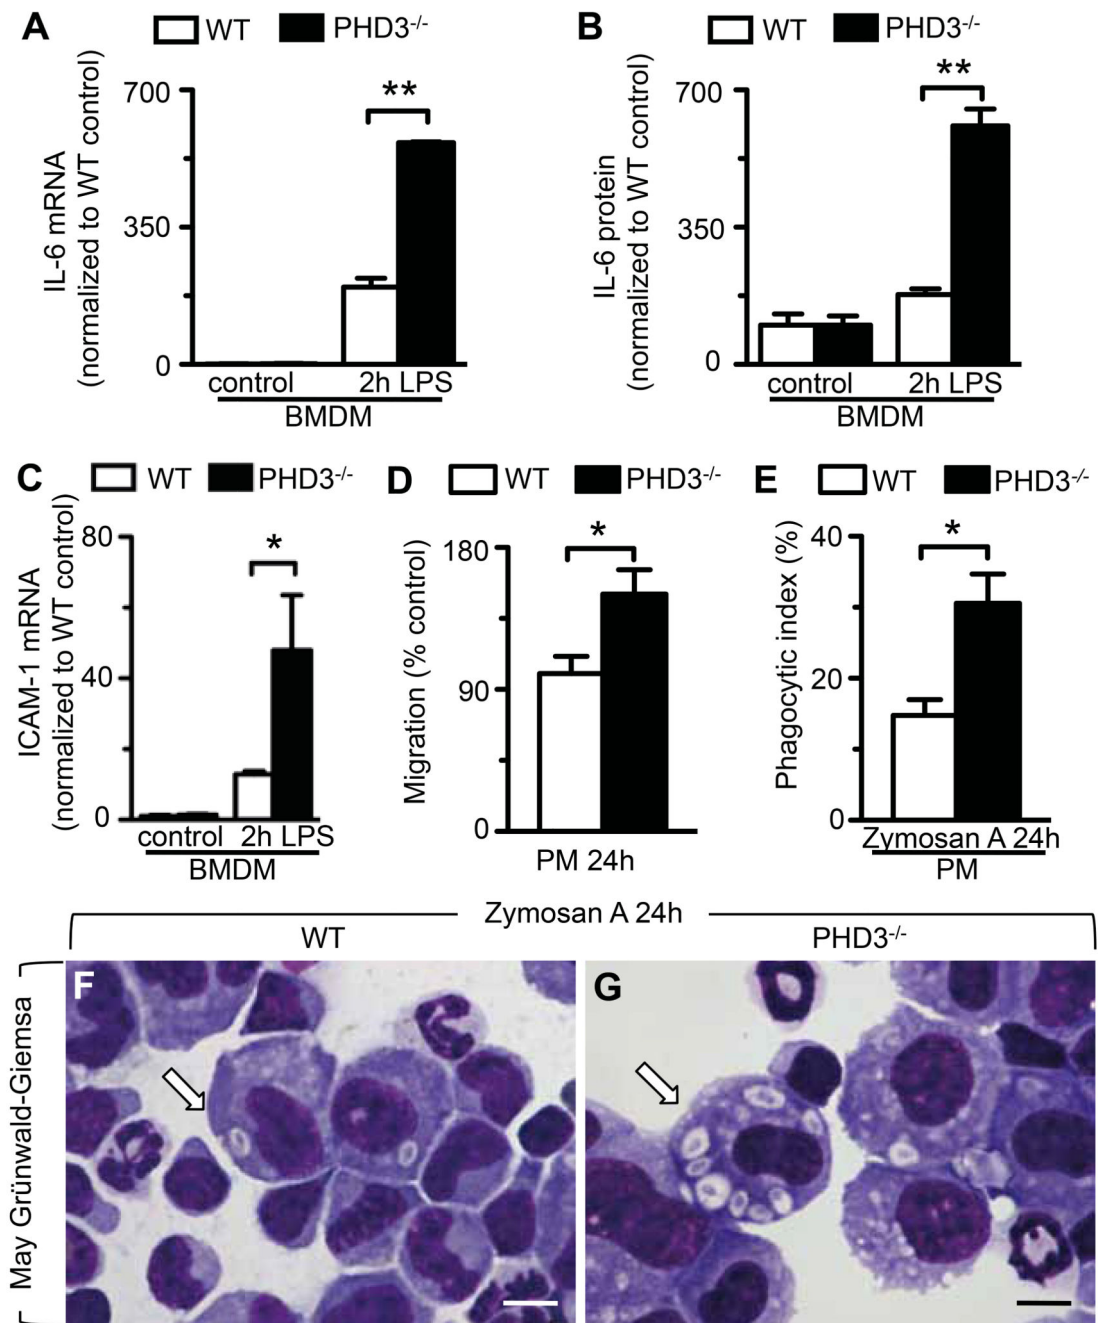 A WT PHD3-/-
IL-6 mRNA
(normalized to WT control)
700
350
0
**
control 2h LPS
BMDM
B WT PHD3-/-
IL-6 protein
(normalized to WT control)
700
350
0
**
control 2h LPS
BMDM
C WT PHD3-/-
ICAM-1 mRNA
(normalized to WT control)
80
40
0
*
control 2h LPS
BMDM
D WT PHD3-/-
Migration (% control)
180
90
0
*
PM 24h
E WT PHD3-/-
Phagocytic index (%)
40
20
0
*
Zymosan A 24h
PM
Zymosan A 24h
WT PHD3-/-
May Grünwald-Giemsa
F
G